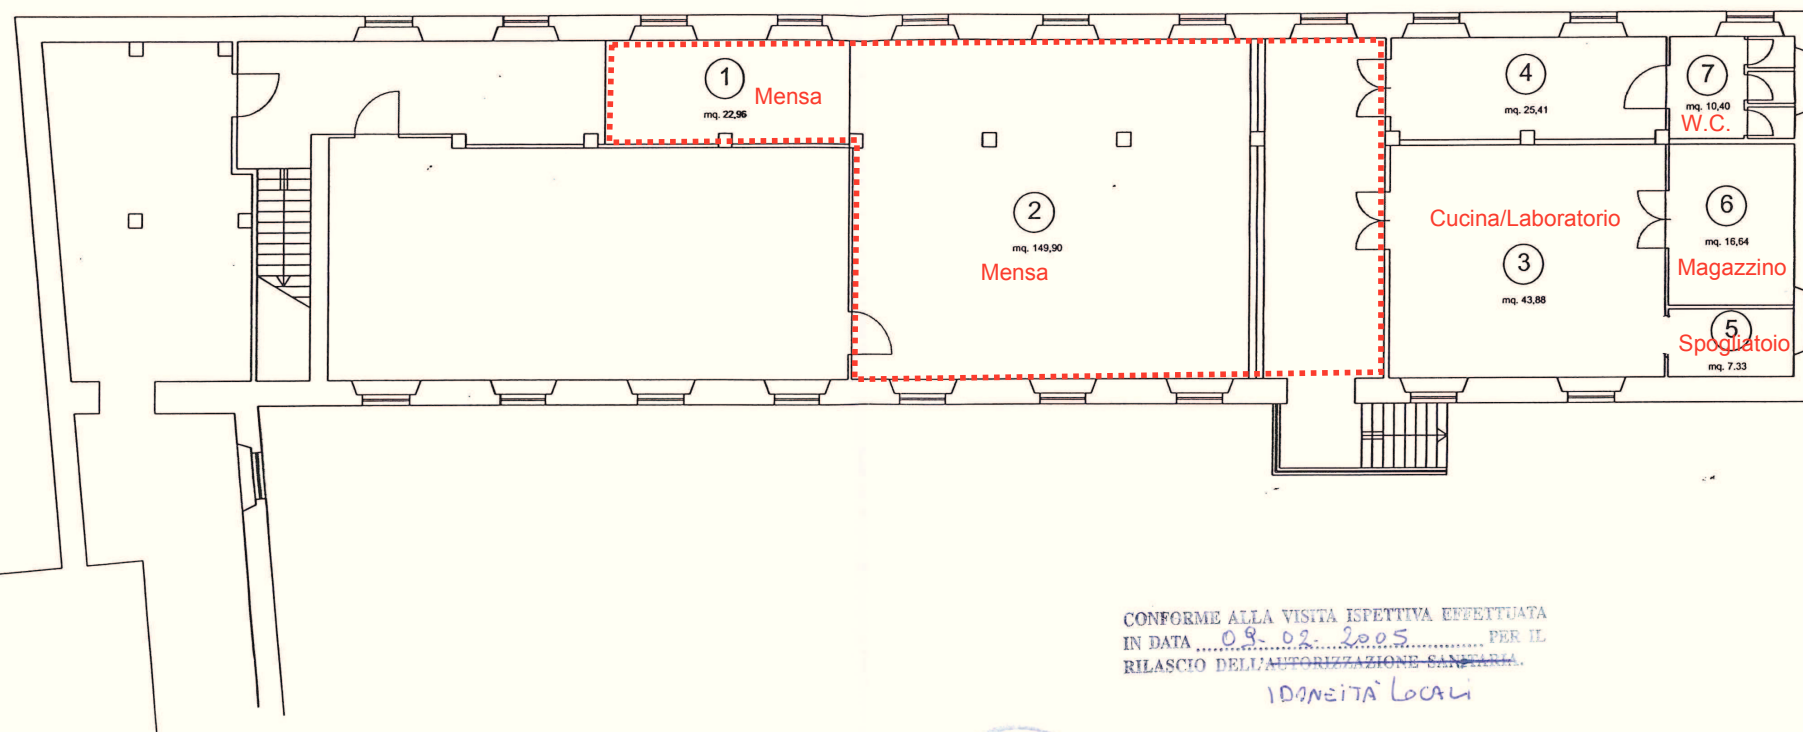 1
Mensa
mq. 22,96
2
mq. 149,90
Mensa
4
mq. 25,41
7
mq. 10,40
W.C.
Cucina/Laboratorio
3
mq. 43,88
6
mq. 16,64
Magazzino
5
Spogliatoio
mq. 7.33
CONFORME ALLA VISITA ISPETTIVA EFFETTUATA
IN DATA 09-02-2005 PER IL
RILASCIO DELL'AUTORIZZAZIONE SANITARIA.
IDONEITÀ LOCALI